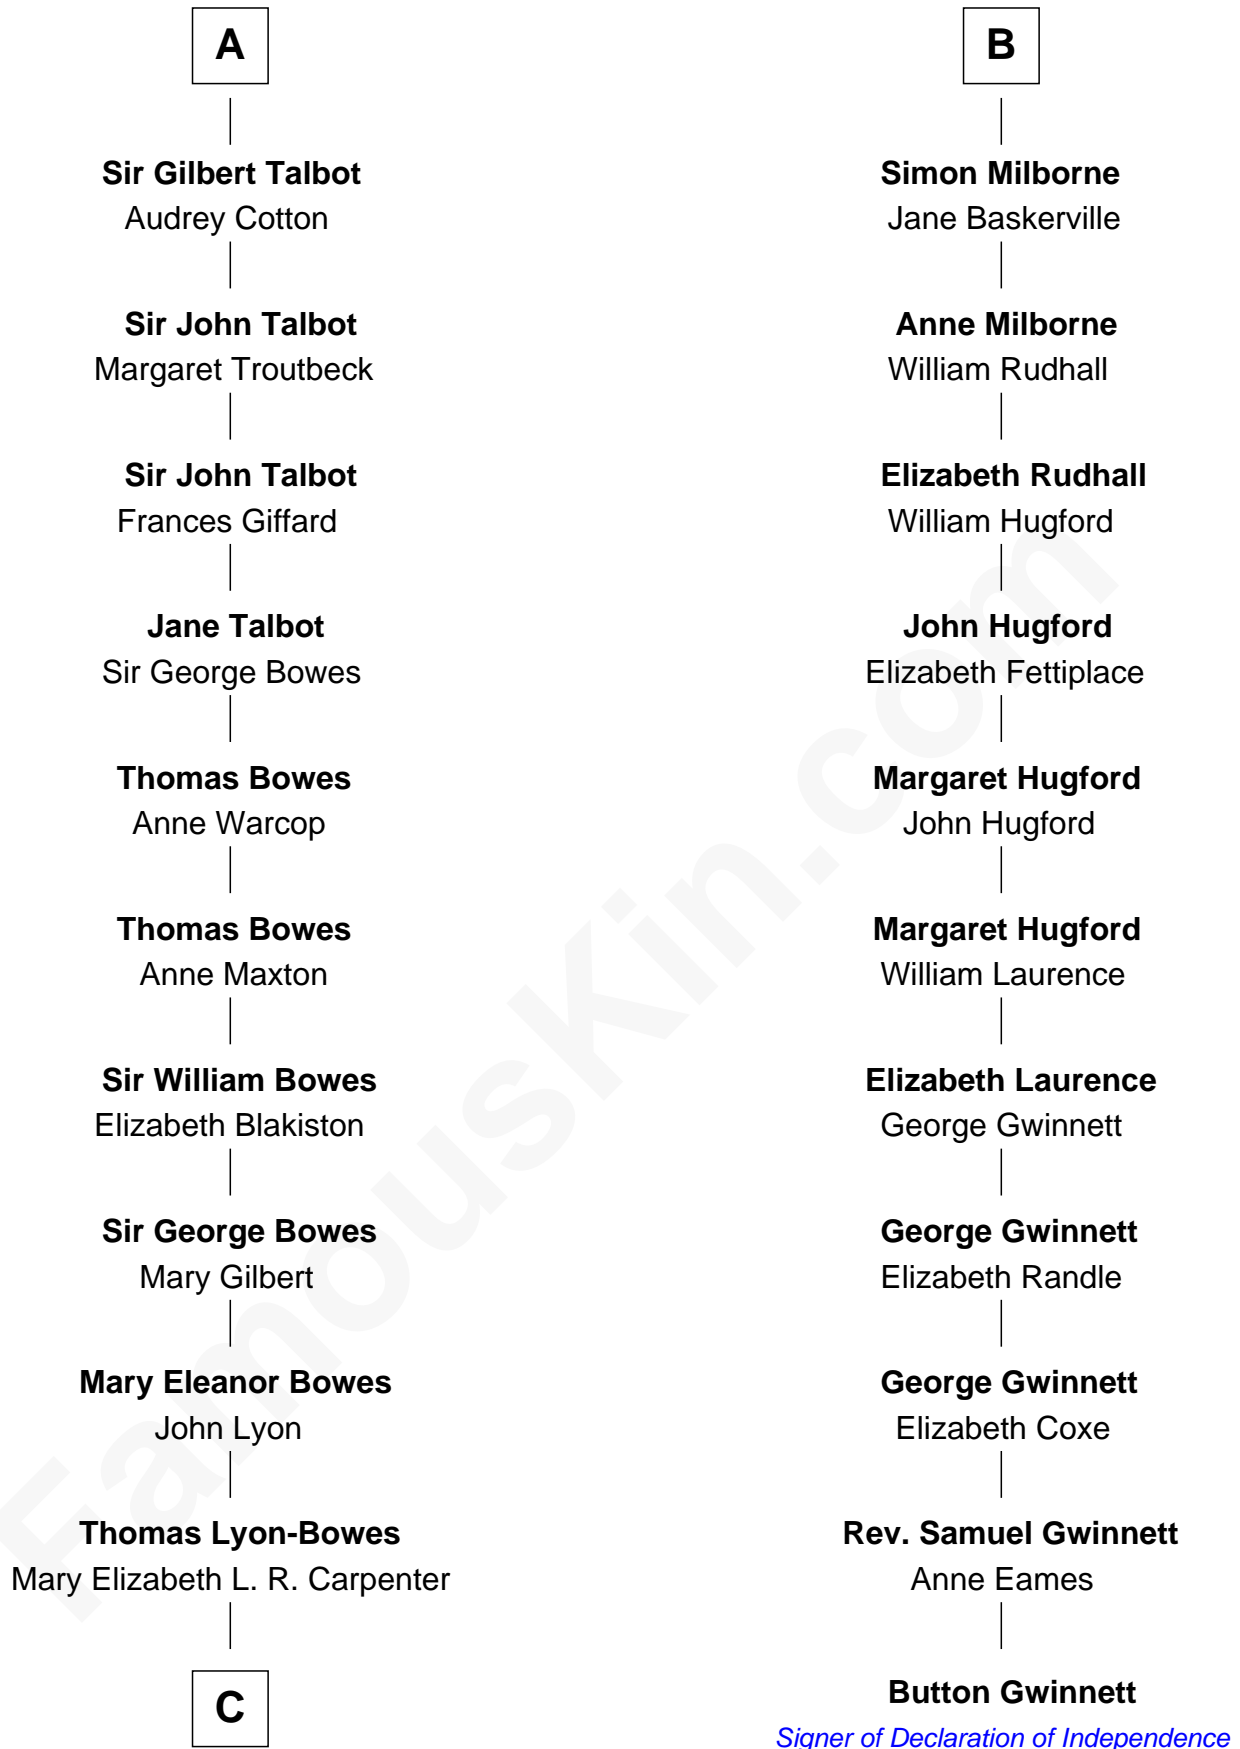 A
Sir Gilbert Talbot
Audrey Cotton
Sir John Talbot
Margaret Troutbeck
Sir John Talbot
Frances Giffard
Jane Talbot
Sir George Bowes
Thomas Bowes
Anne Warcop
Thomas Bowes
Anne Maxton
Sir William Bowes
Elizabeth Blakiston
Sir George Bowes
Mary Gilbert
Mary Eleanor Bowes
John Lyon
Thomas Lyon-Bowes
Mary Elizabeth L. R. Carpenter
C
B
Simon Milborne
Jane Baskerville
Anne Milborne
William Rudhall
Elizabeth Rudhall
William Hugford
John Hugford
Elizabeth Fettiplace
Margaret Hugford
John Hugford
Margaret Hugford
William Laurence
Elizabeth Laurence
George Gwinnett
George Gwinnett
Elizabeth Randle
George Gwinnett
Elizabeth Coxe
Rev. Samuel Gwinnett
Anne Eames
Button Gwinnett
Signer of Declaration of Independence
FamousKin.com